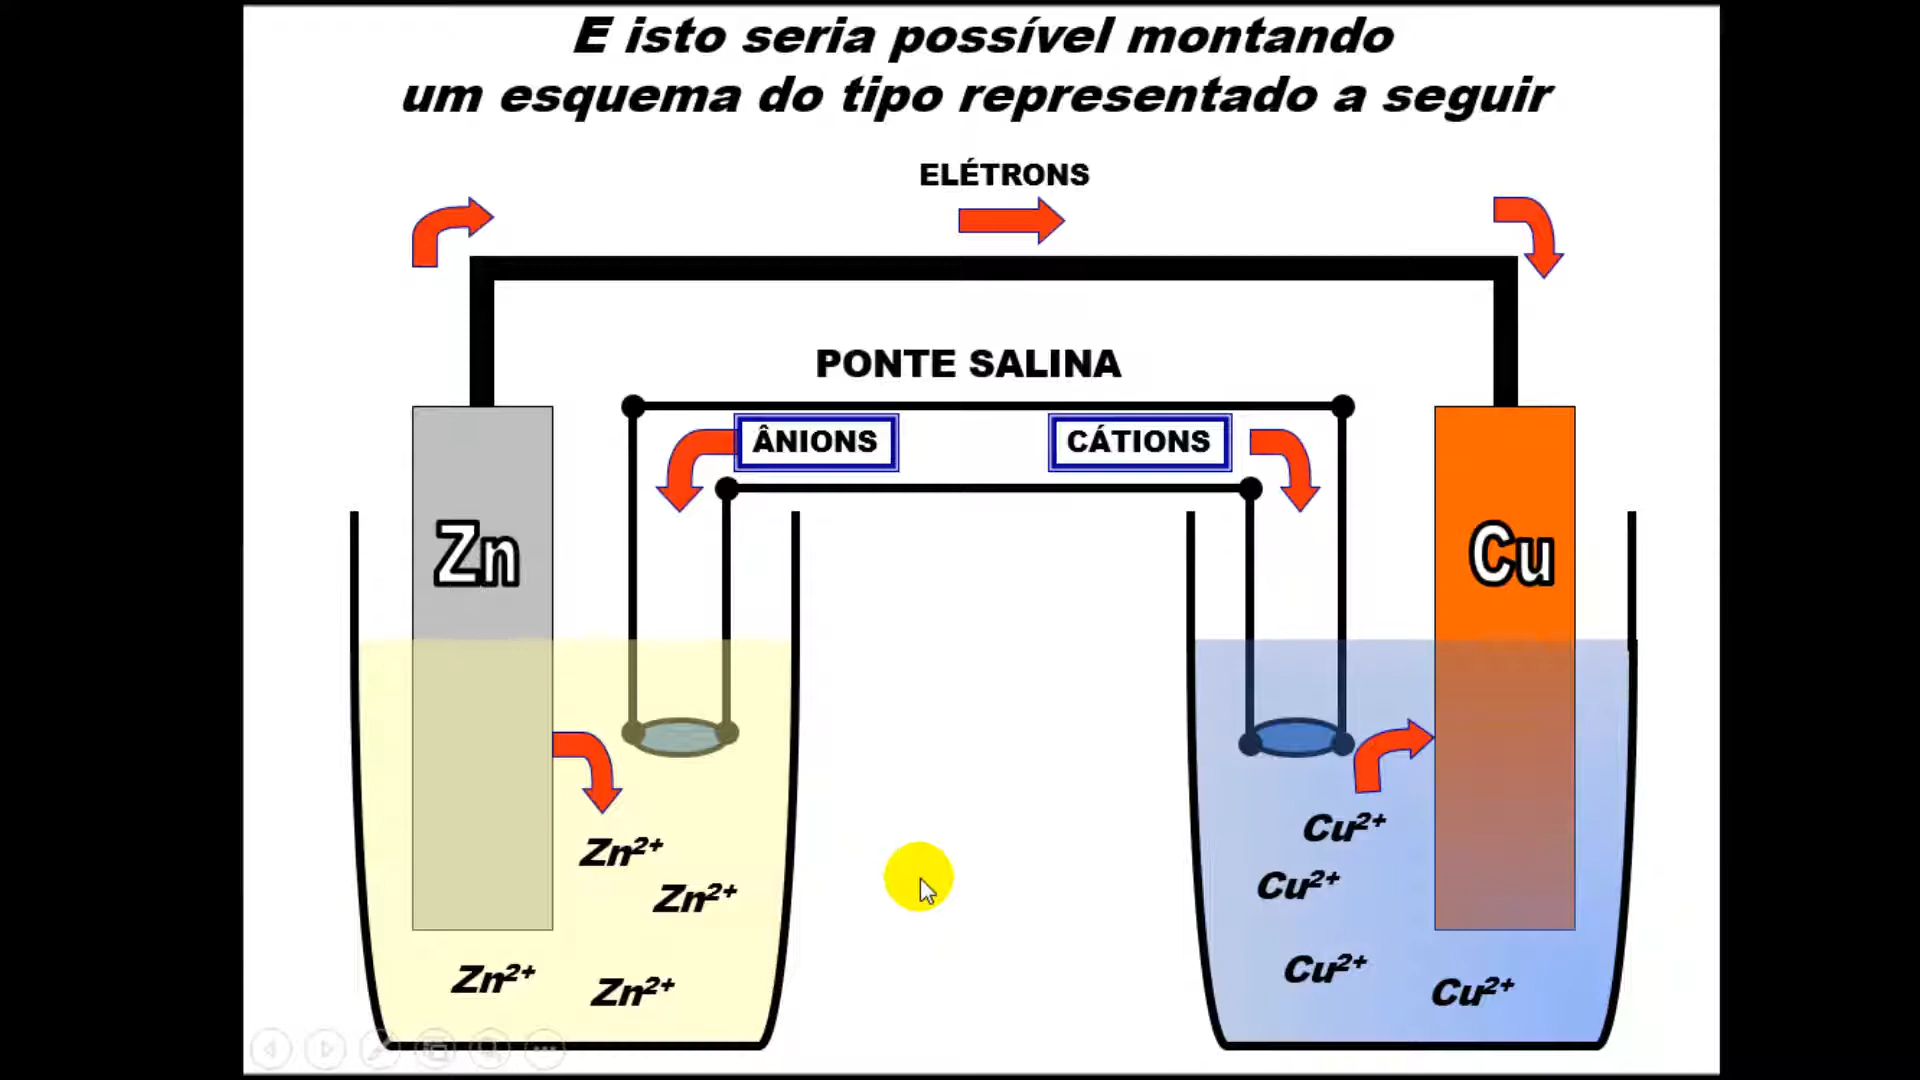 E isto seria possível montando
um esquema do tipo representado a seguir
ELÉTRONS
PONTE SALINA
ÂNIONS
CÁTIONS
Zn
Cu
Zn²⁺
Zn²⁺
Zn²⁺
Zn²⁺
Cu²⁺
Cu²⁺
Cu²⁺
Cu²⁺